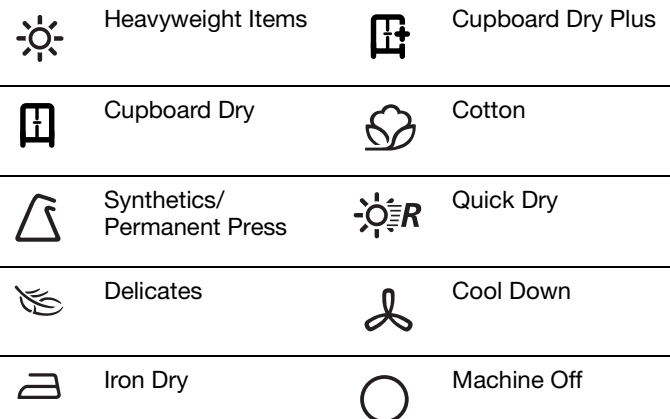 Heavyweight Items
Cupboard Dry Plus
Cupboard Dry
Cotton
Synthetics/
Permanent Press
R
Quick Dry
Delicates
Cool Down
Iron Dry
Machine Off